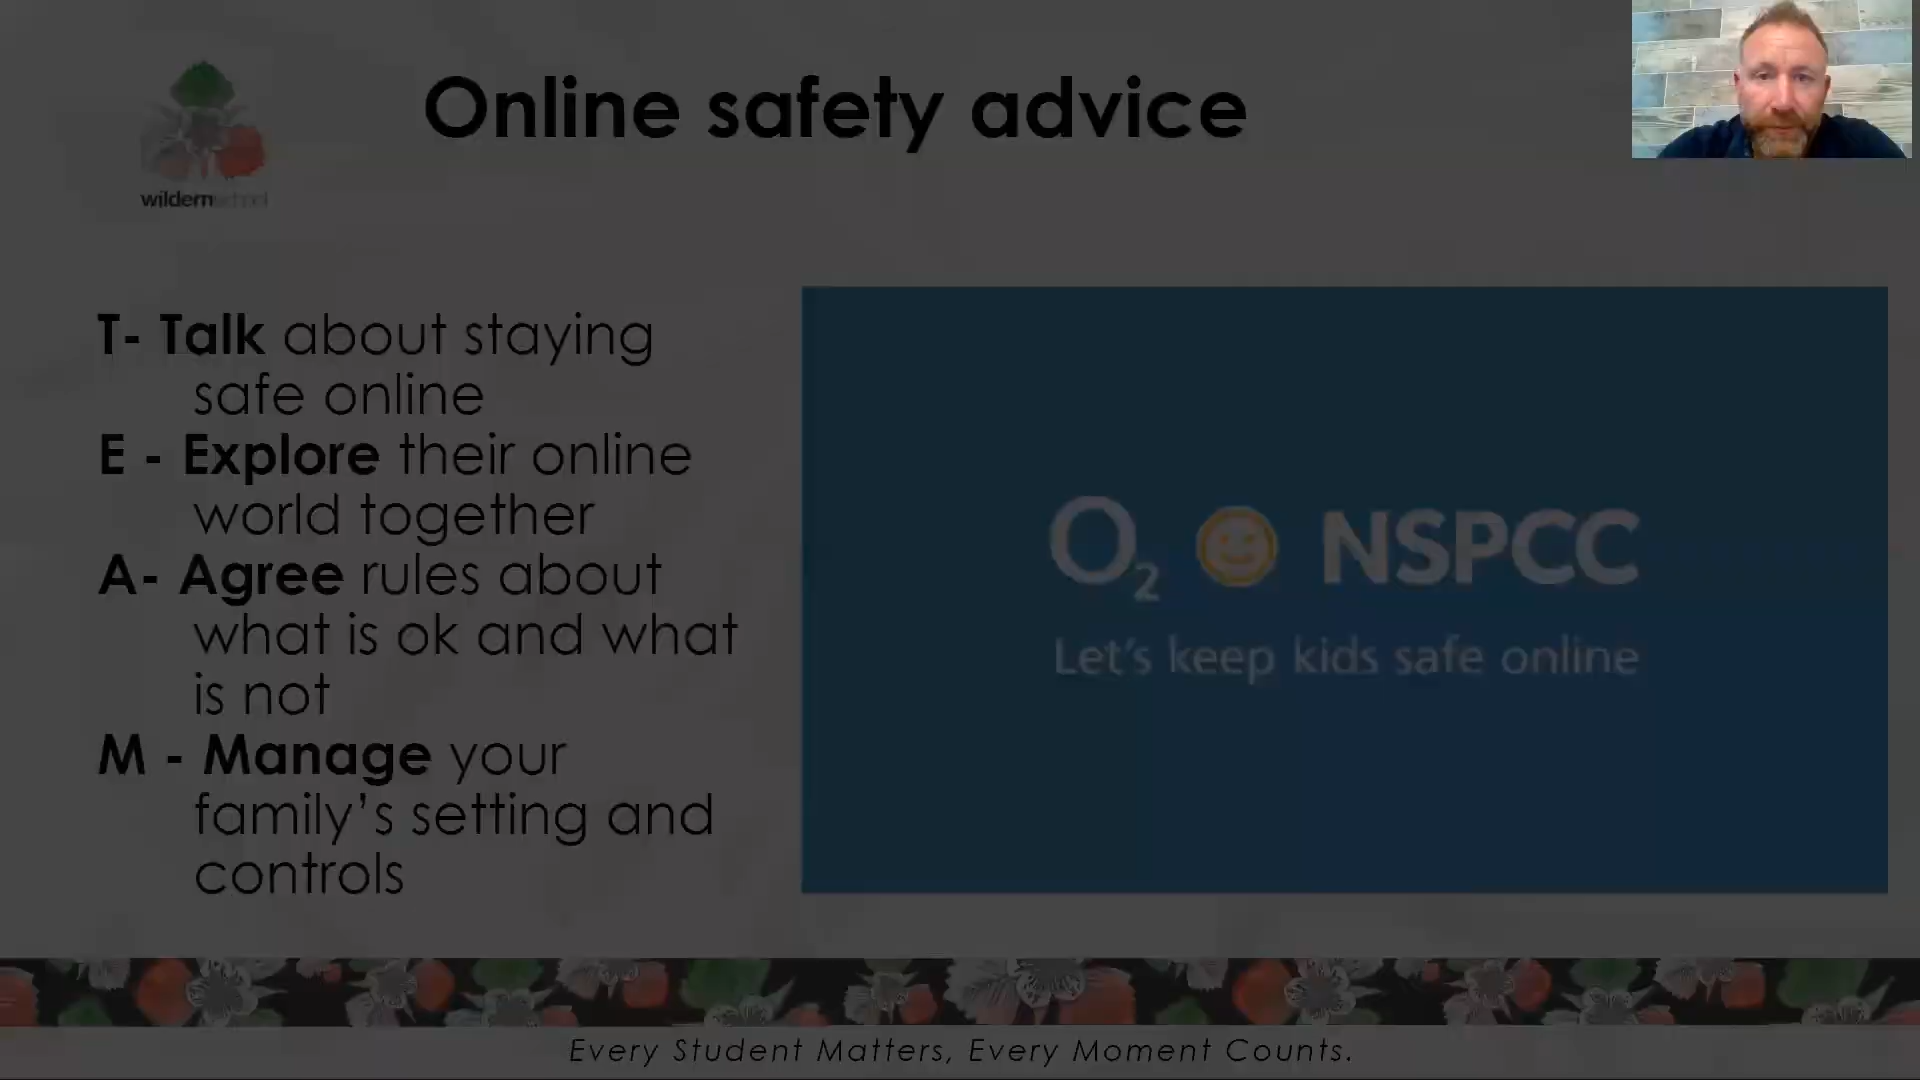 Online safety advice
wildernschool
T- Talk about staying
safe online
E - Explore their online
world together
A- Agree rules about
what is ok and what
is not
M - Manage your
family’s setting and
controls
O2 NSPCC
Let's keep kids safe online
Every Student Matters, Every Moment Counts.